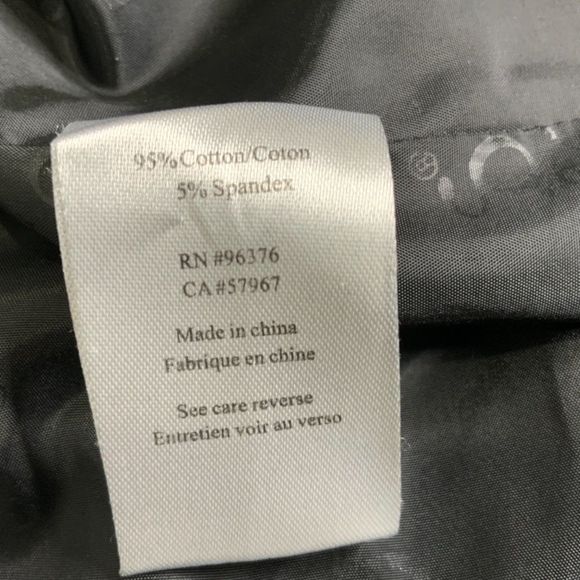 95%Cotton/Coton
5% Spandex
RN #96376
CA #57967
Made in china
Fabrique en chine
See care reverse
Entretien voir au verso